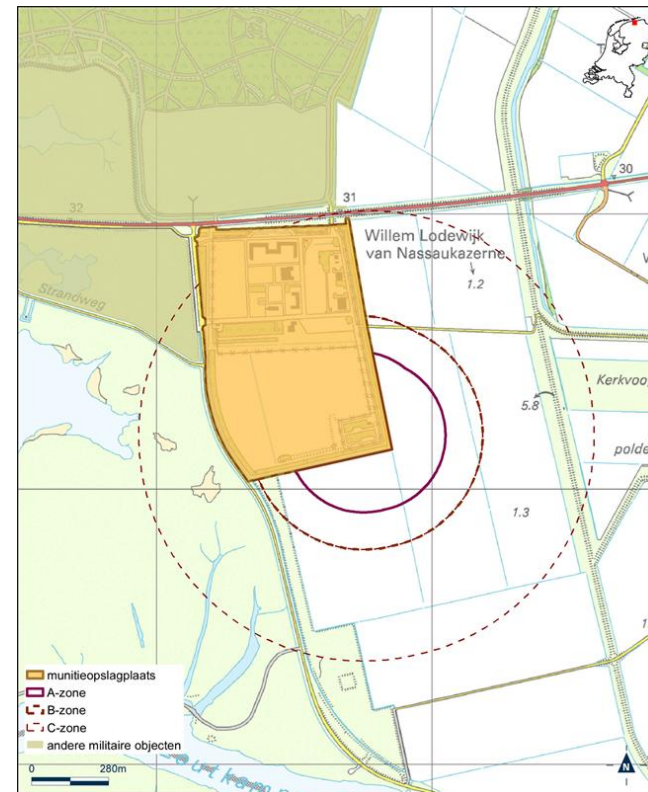 30
31
32
Willem Lodewijk
van Nassaukazerne
1.2
Strandweg
Kerkvoog
5.8
polde
1.3
munitieopslagplaats
A-zone
B-zone
C-zone
andere militaire objecten
0 280m
N